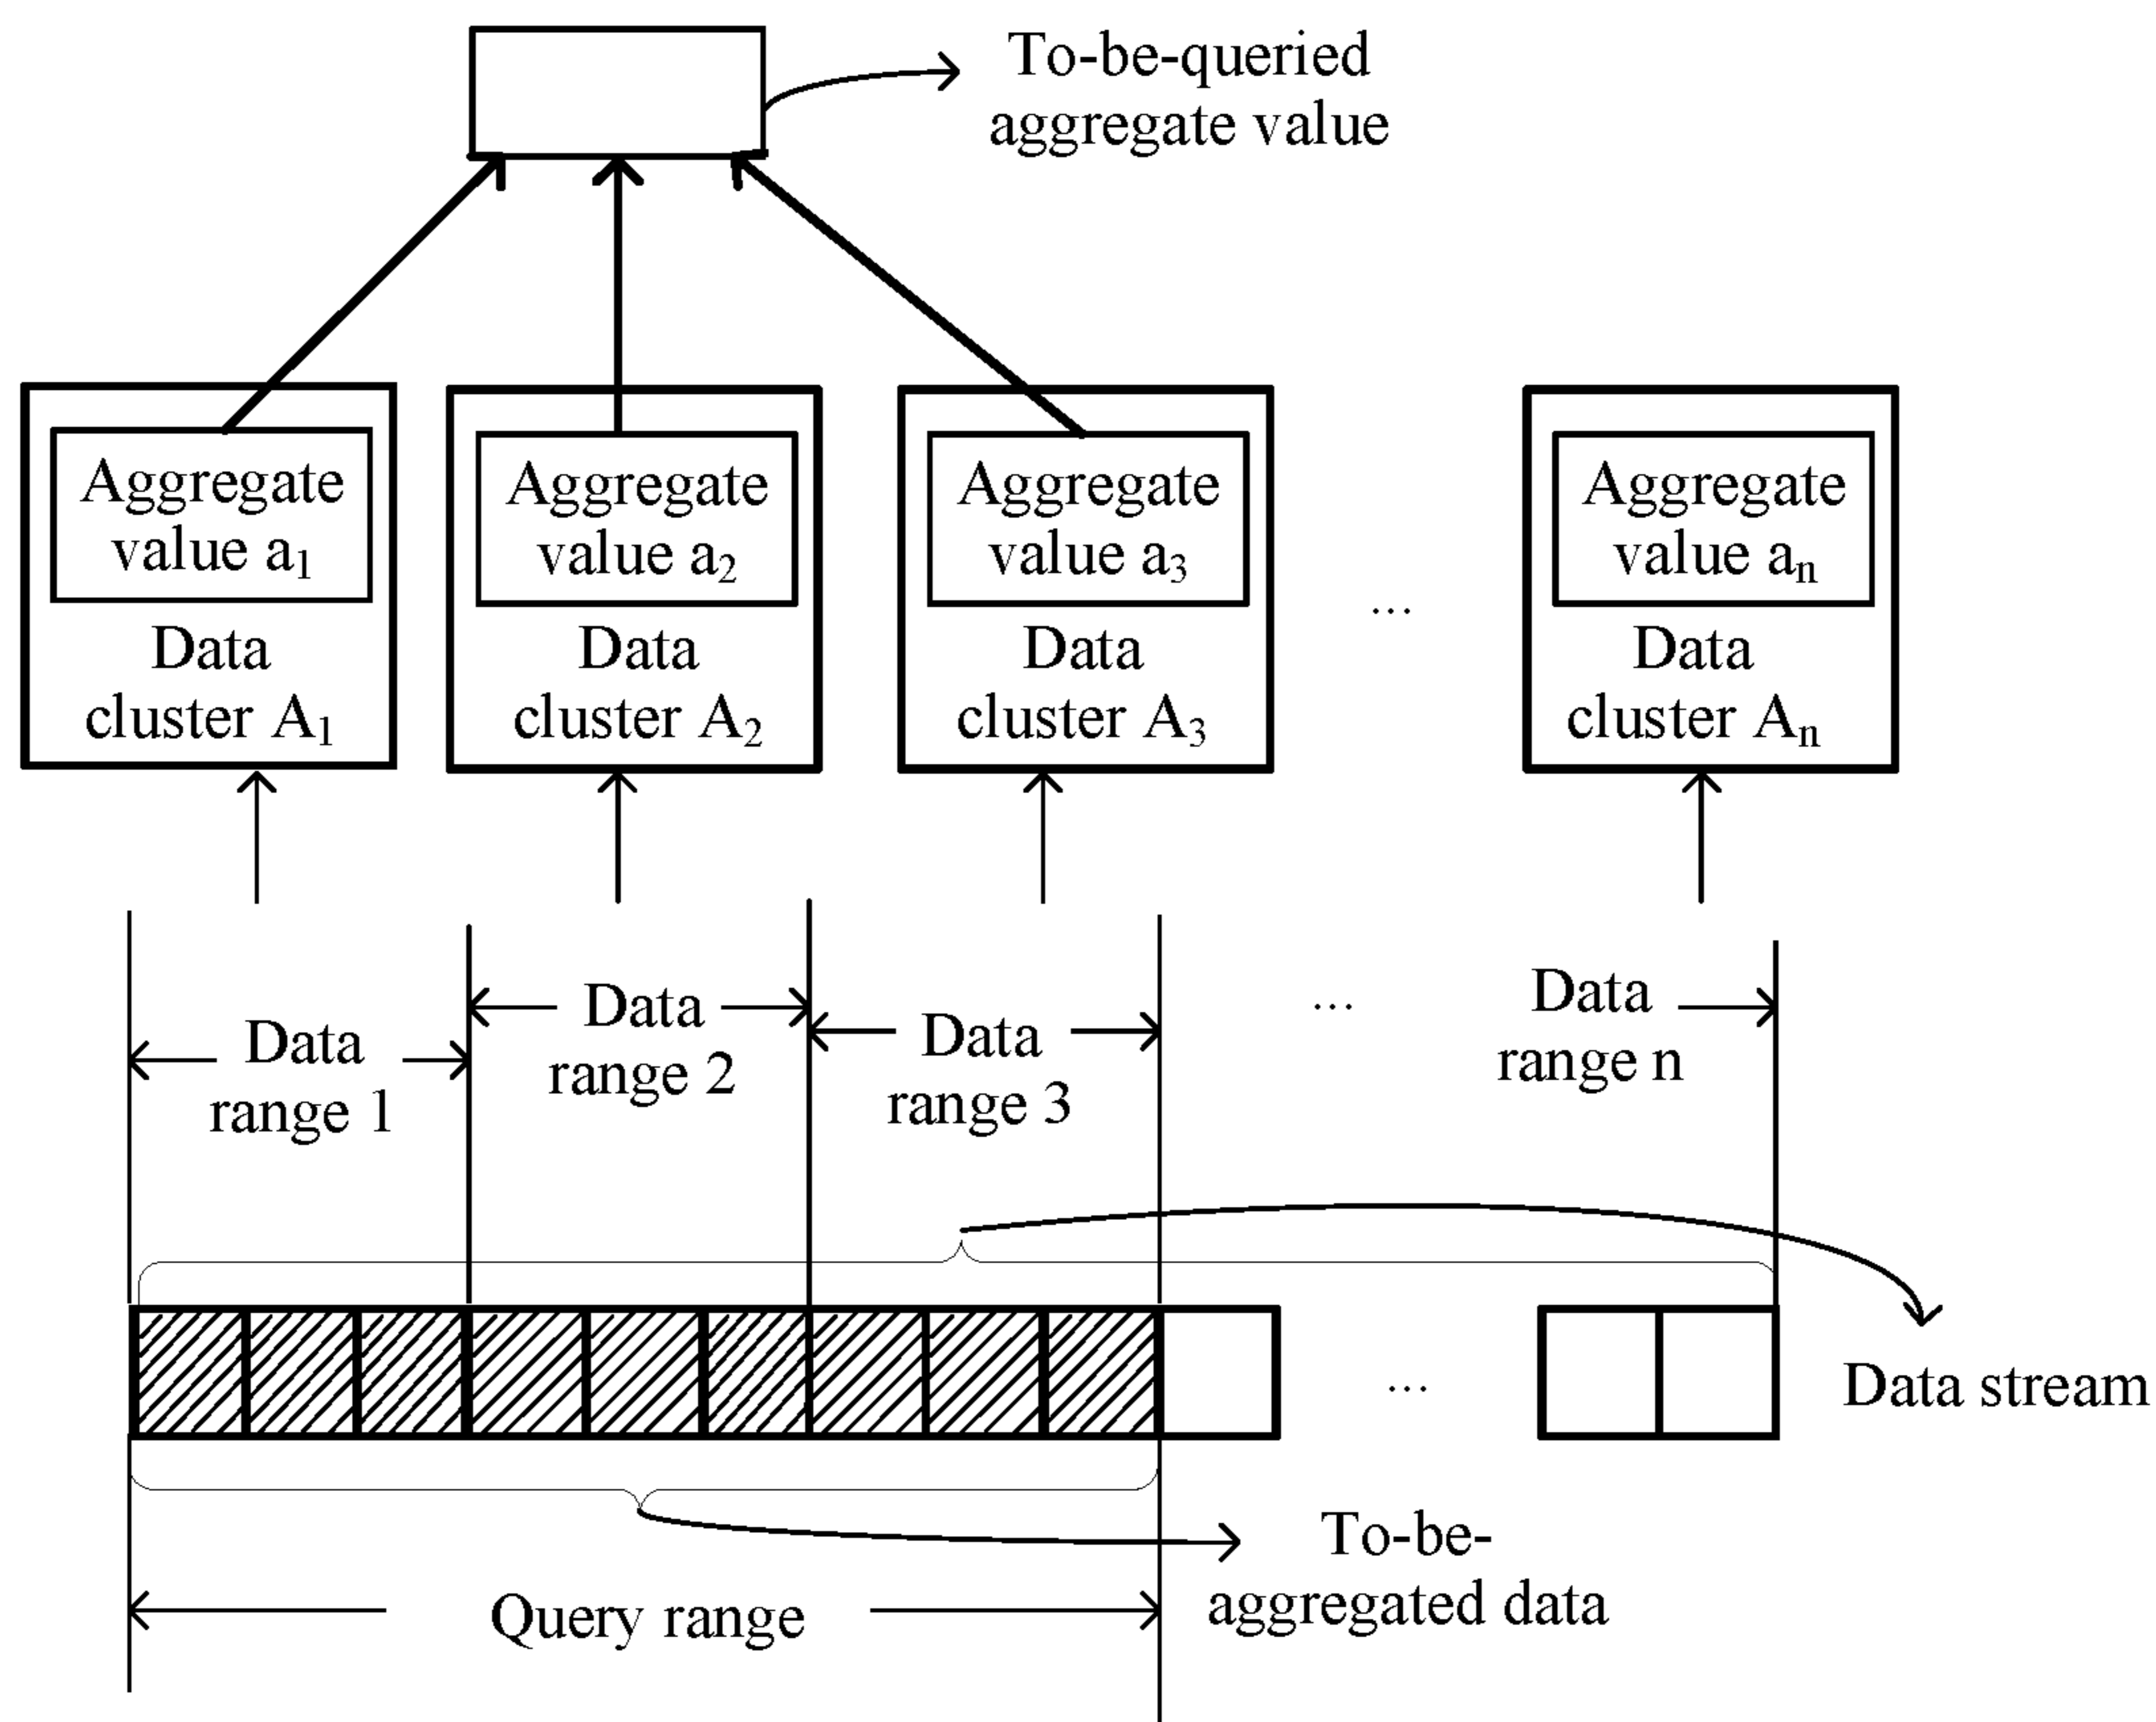 To-be-queried
aggregate value
Aggregate
value a₁
Data
cluster A₁
Aggregate
value a₂
Data
cluster A₂
Aggregate
value a₃
Data
cluster A₃
...
Aggregate
value aₙ
Data
cluster Aₙ
Data
range 1
Data
range 2
Data
range 3
...
Data
range n
...
Data stream
To-be-
aggregated data
Query range